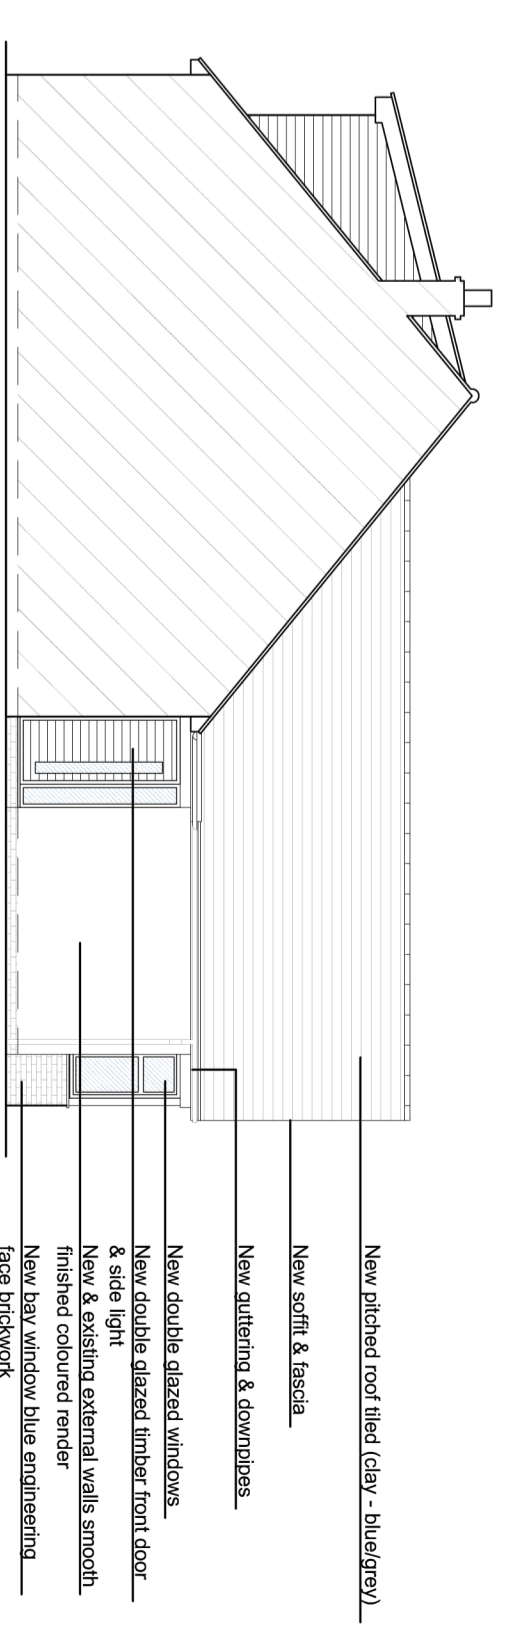 New pitched roof tiled (clay - blue/grey)
New soffit & fascia
New guttering & downpipes
New double glazed windows
New double glazed timber front door
& side light
New & existing external walls smooth
finished coloured render
New bay window blue engineering
face brickwork